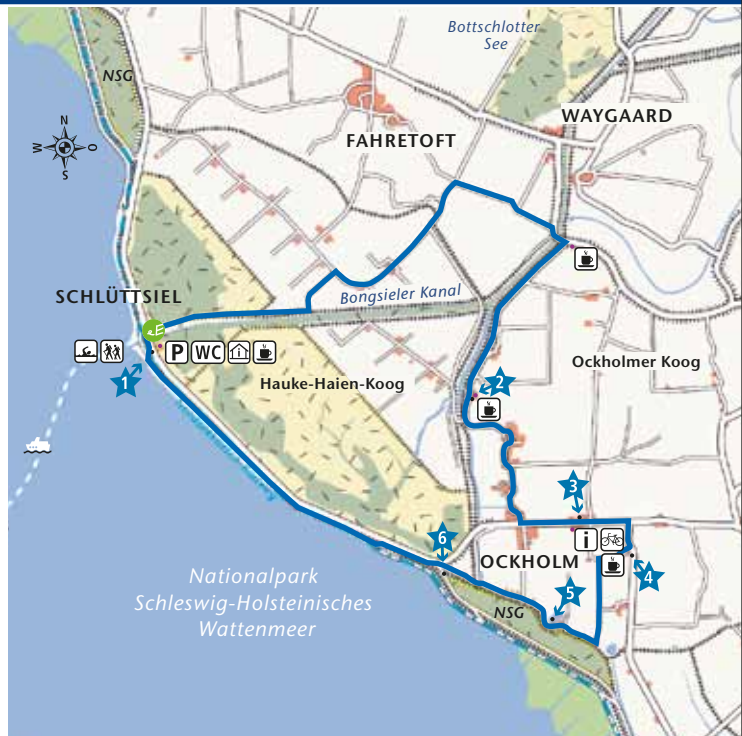 Bottschlotter
See
NSG
WAYGAARD
FAHRETOFT
N
W
O
S
SCHLÜTTSIEL
Bongsieler Kanal
P
WC
i
1
Hauke-Haien-Koog
2
Ockholmer Koog
3
6
i
OCKHOLM
4
5
NSG
Nationalpark
Schleswig-Holsteinisches
Wattenmeer